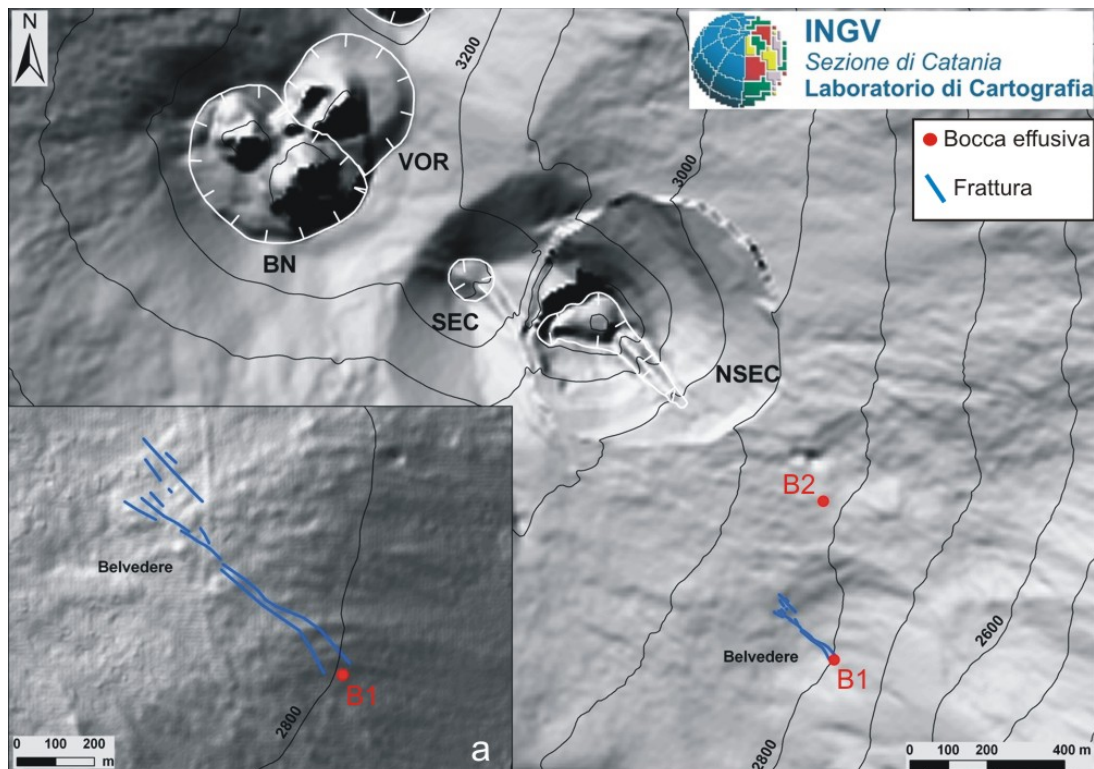 N
INGV
Sezione di Catania
Laboratorio di Cartografia
Bocca effusiva
Frattura
3200
3000
VOR
BN
SEC
NSEC
B2
Belvedere
B1
2600
2800
0 100 200 400 m
Belvedere
B1
2800
0 100 200
m
a